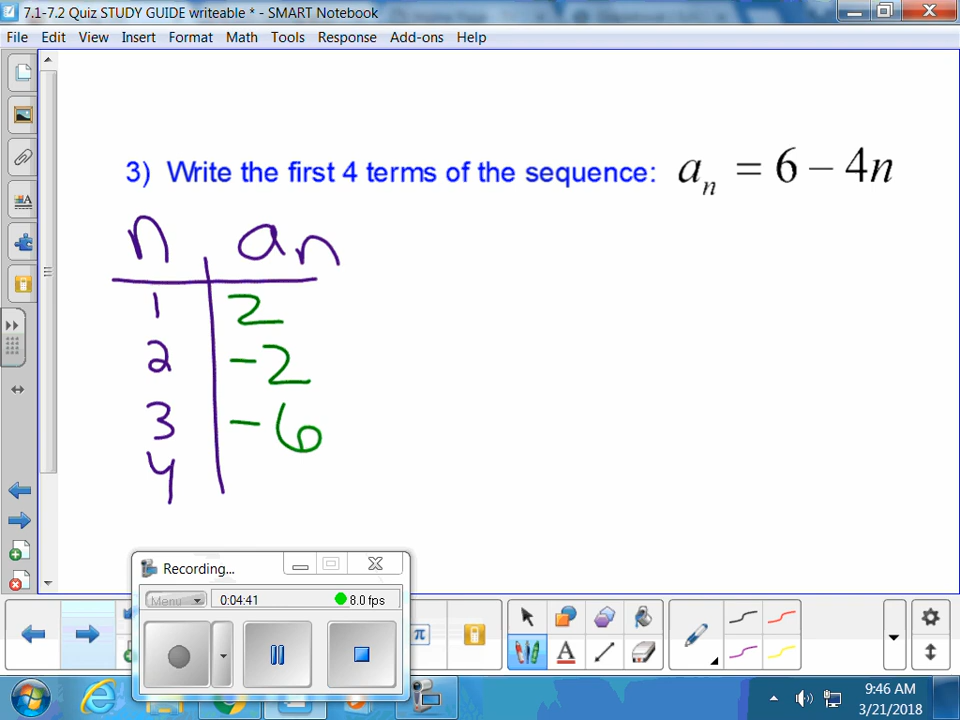 7.1-7.2 Quiz STUDY GUIDE writeable * - SMART Notebook
File Edit View Insert Format Math Tools Response Add-ons Help
3) Write the first 4 terms of the sequence: aₙ = 6 – 4n
n an
1 2
2 -2
3 -6
4
Recording...
Menu 0:04:41 8.0 fps
π
A
9:46 AM
3/21/2018